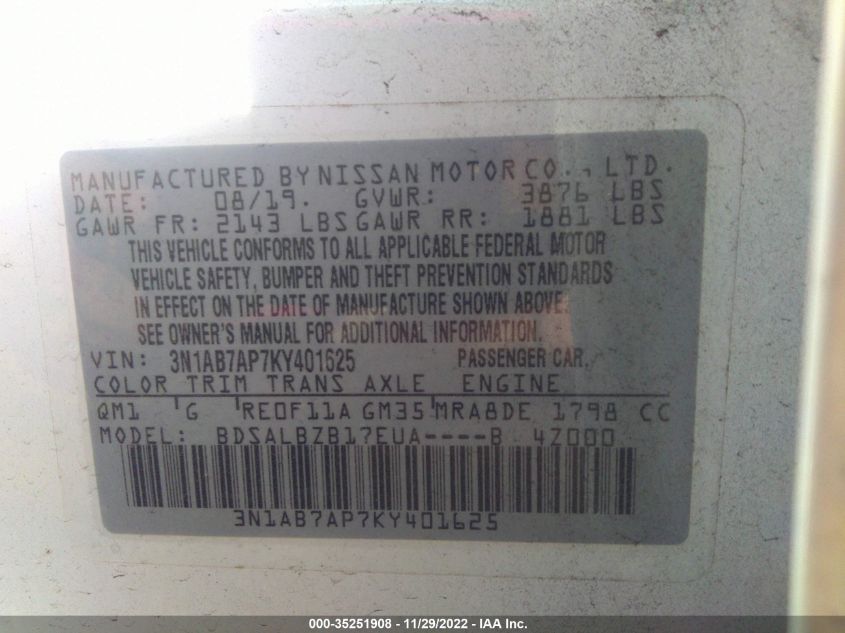 MANUFACTURED BY NISSAN MOTOR CO., LTD.
DATE: 08/19. GVWR: 3876 LBS
GAWR FR: 2143 LBS GAWR RR: 1881 LBS
THIS VEHICLE CONFORMS TO ALL APPLICABLE FEDERAL MOTOR
VEHICLE SAFETY, BUMPER AND THEFT PREVENTION STANDARDS
IN EFFECT ON THE DATE OF MANUFACTURE SHOWN ABOVE.
SEE OWNER'S MANUAL FOR ADDITIONAL INFORMATION.
VIN: 3N1AB7AP7KY401625 PASSENGER CAR.
COLOR TRIM TRANS AXLE ENGINE
QM1 'G RE0F11A GM35 MRA8DE 1798 CC
MODEL: BDSALBZB17EUA----B 4Z000
3N1AB7AP7KY401625
000-35251908 - 11/29/2022 - IAA Inc.